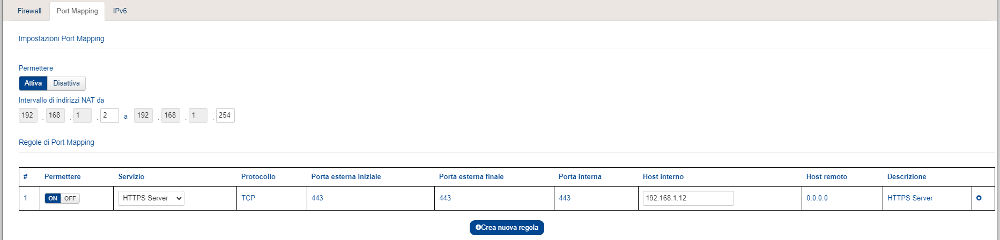 Firewall Port Mapping IPv6
Impostazioni Port Mapping
Permettere
Attiva Disattiva
Intervallo di indirizzi NAT da
192 . 168 . 1 . 2 a 192 . 168 . 1 . 254
Regole di Port Mapping
# Permettere Servizio Protocollo Porta esterna iniziale Porta esterna finale Porta interna Host interno Host remoto Descrizione
1 ON OFF HTTPS Server TCP 443 443 443 192.168.1.12 0.0.0.0 HTTPS Server
Crea nuova regola